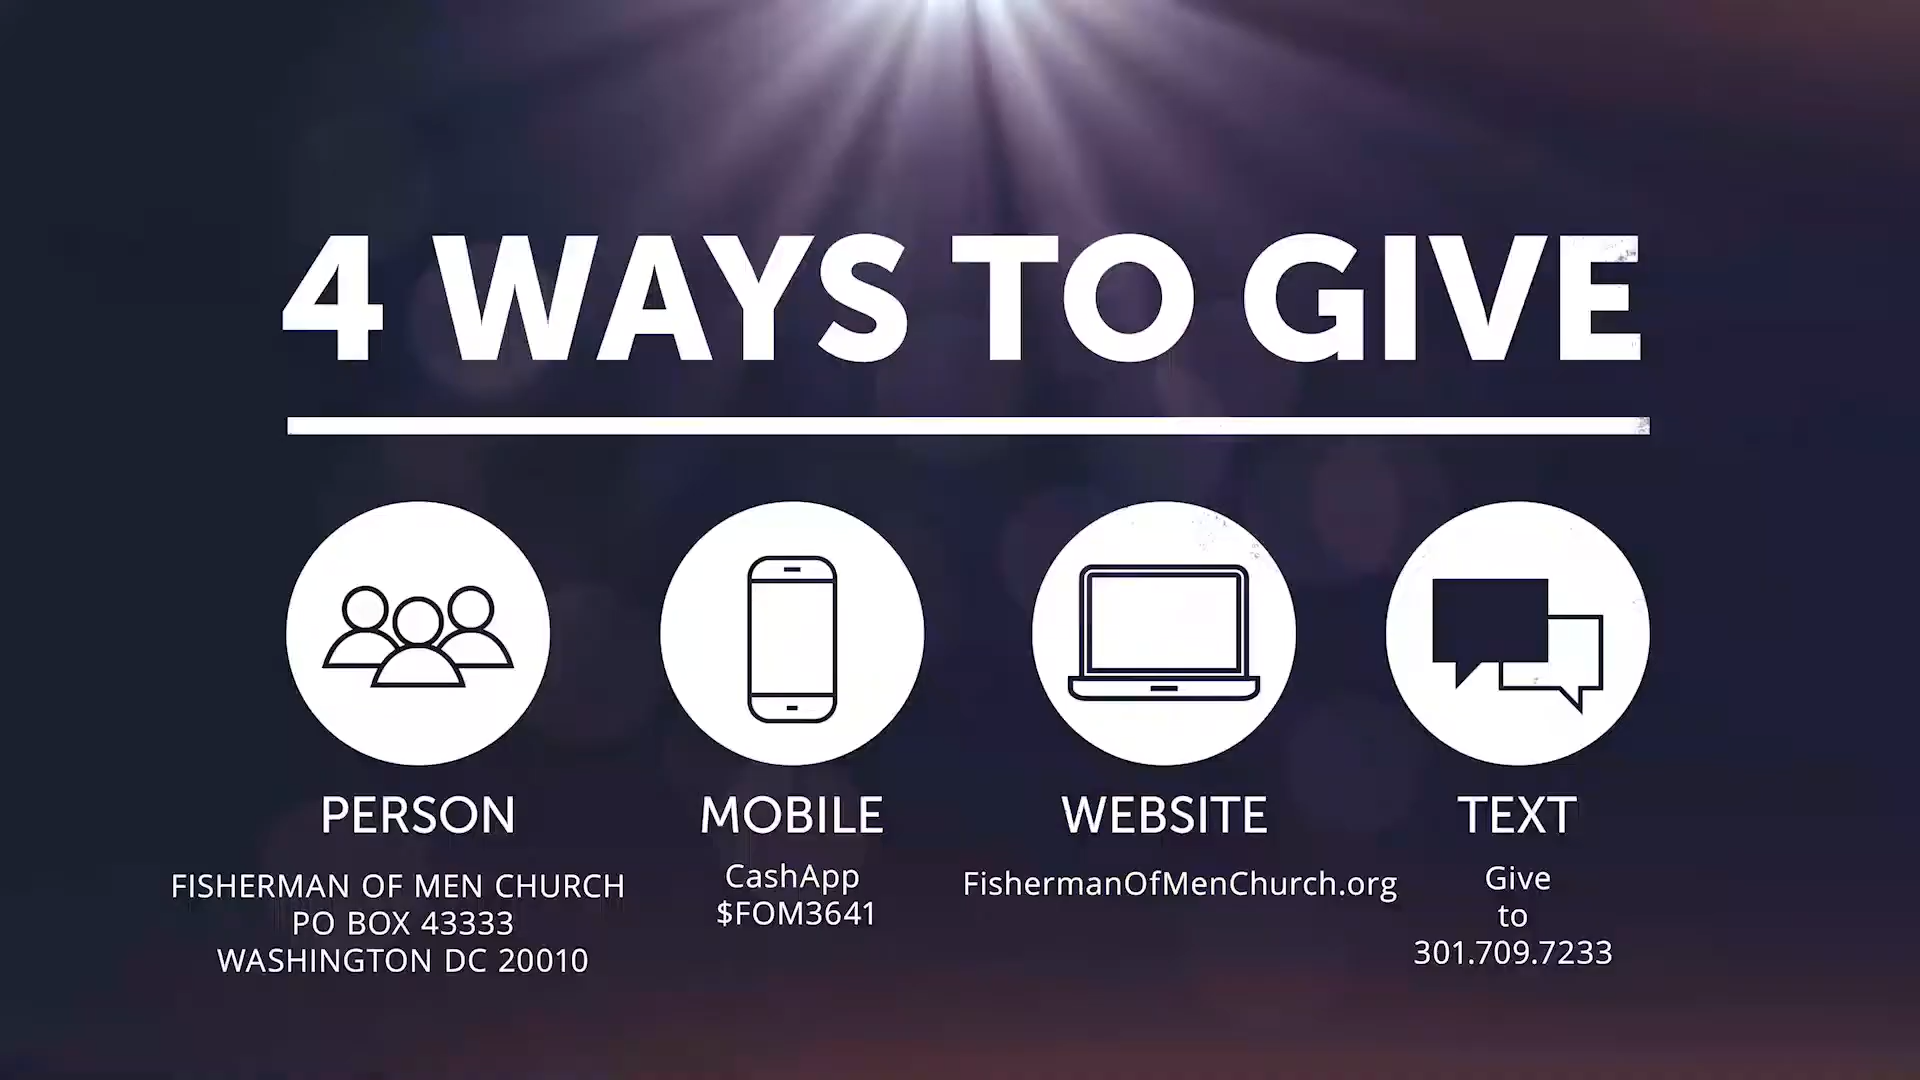 4 WAYS TO GIVE
PERSON
FISHERMAN OF MEN CHURCH
PO BOX 43333
WASHINGTON DC 20010
MOBILE
CashApp
$FOM3641
WEBSITE
FishermanOfMenChurch.org
TEXT
Give
to
301.709.7233